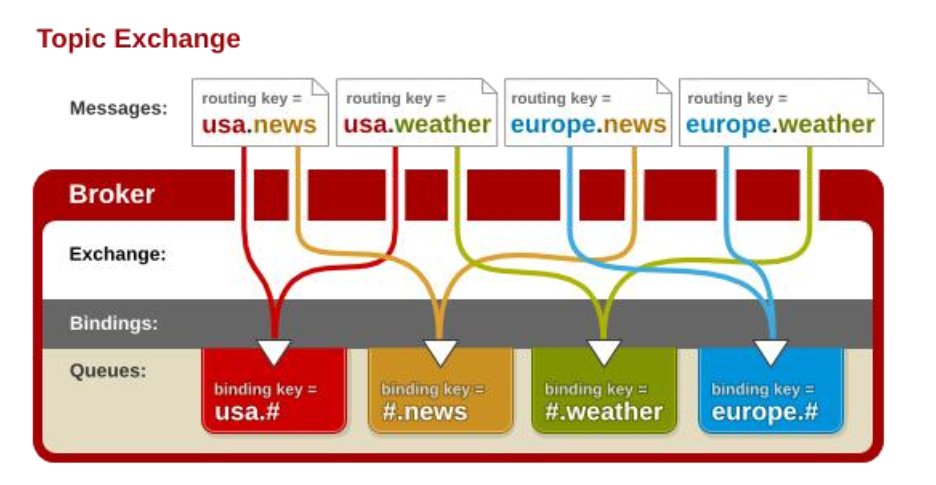 Topic Exchange
Messages:
routing key =
usa.news
routing key =
usa.weather
routing key =
europe.news
routing key =
europe.weather
Broker
Exchange:
Bindings:
Queues:
binding key =
usa.#
binding key =
#.news
binding key =
#.weather
binding key =
europe.#